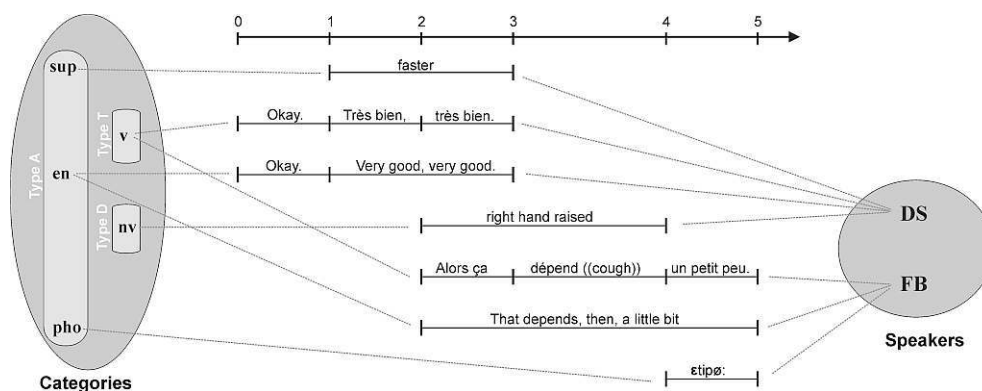 0 1 2 3 4 5
sup
faster
Type T
v
Okay. Très bien, très bien.
Type A
en
Okay. Very good, very good.
Type D
nv
right hand raised
DS
Alors ça dépend ((cough)) un petit peu.
FB
pho
That depends, then, a little bit
Speakers
εtipø:
Categories